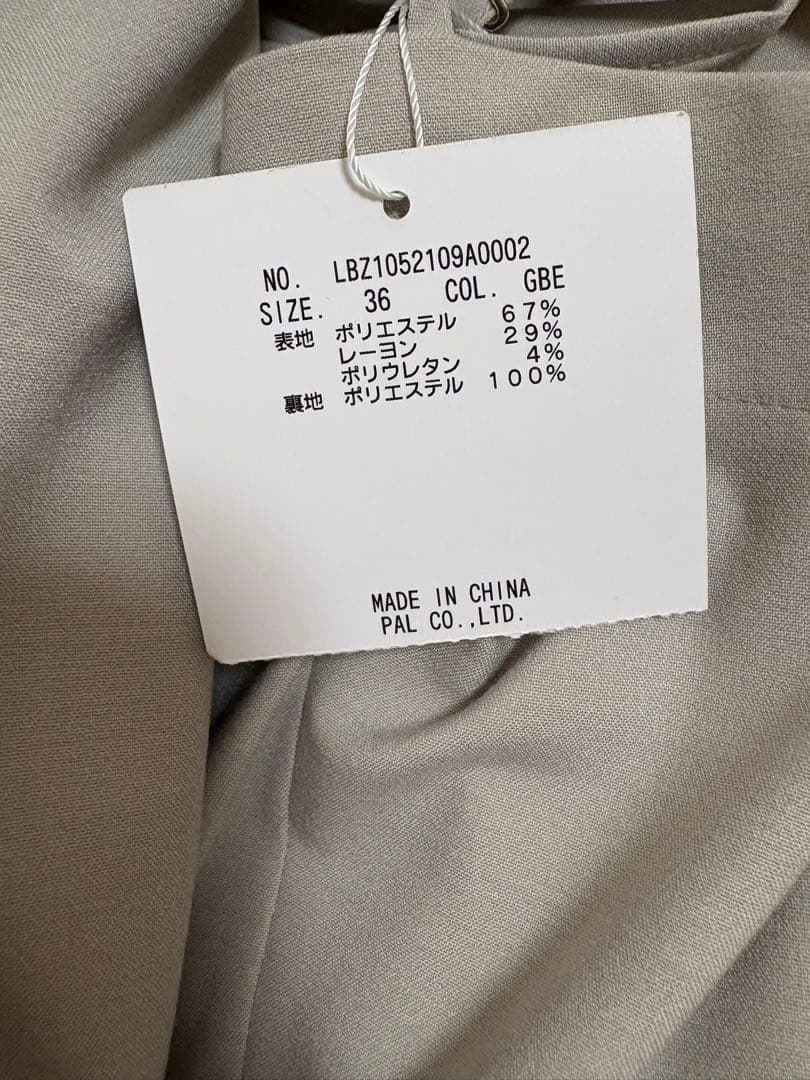 NO. LBZ1052109A0002
SIZE. 36 COL. GBE
表地 ポリエステル 67%
レーヨン 29%
ポリウレタン 4%
裏地 ポリエステル 100%
MADE IN CHINA
PAL CO.,LTD.